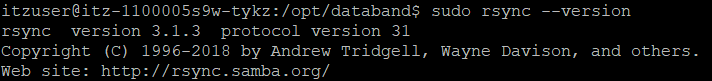 itzuser@itz-1100005s9w-tykz:/opt/databand$ sudo rsync --version
rsync  version 3.1.3  protocol version 31
Copyright (C) 1996-2018 by Andrew Tridgell, Wayne Davison, and others.
Web site: http://rsync.samba.org/